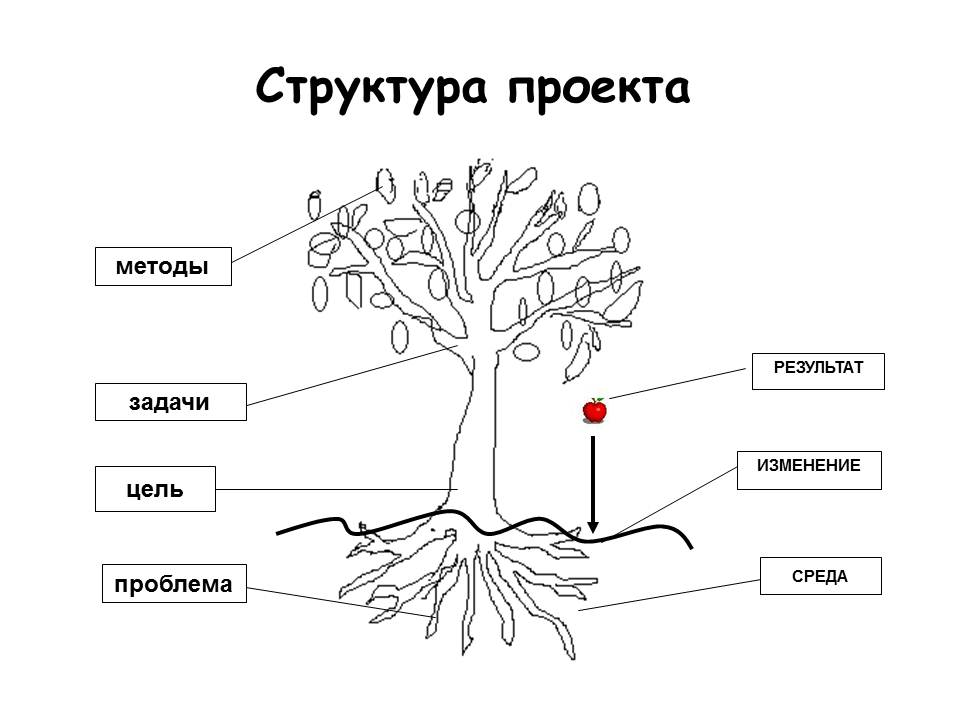 Структура проекта
методы
задачи
цель
проблема
РЕЗУЛЬТАТ
ИЗМЕНЕНИЕ
СРЕДА